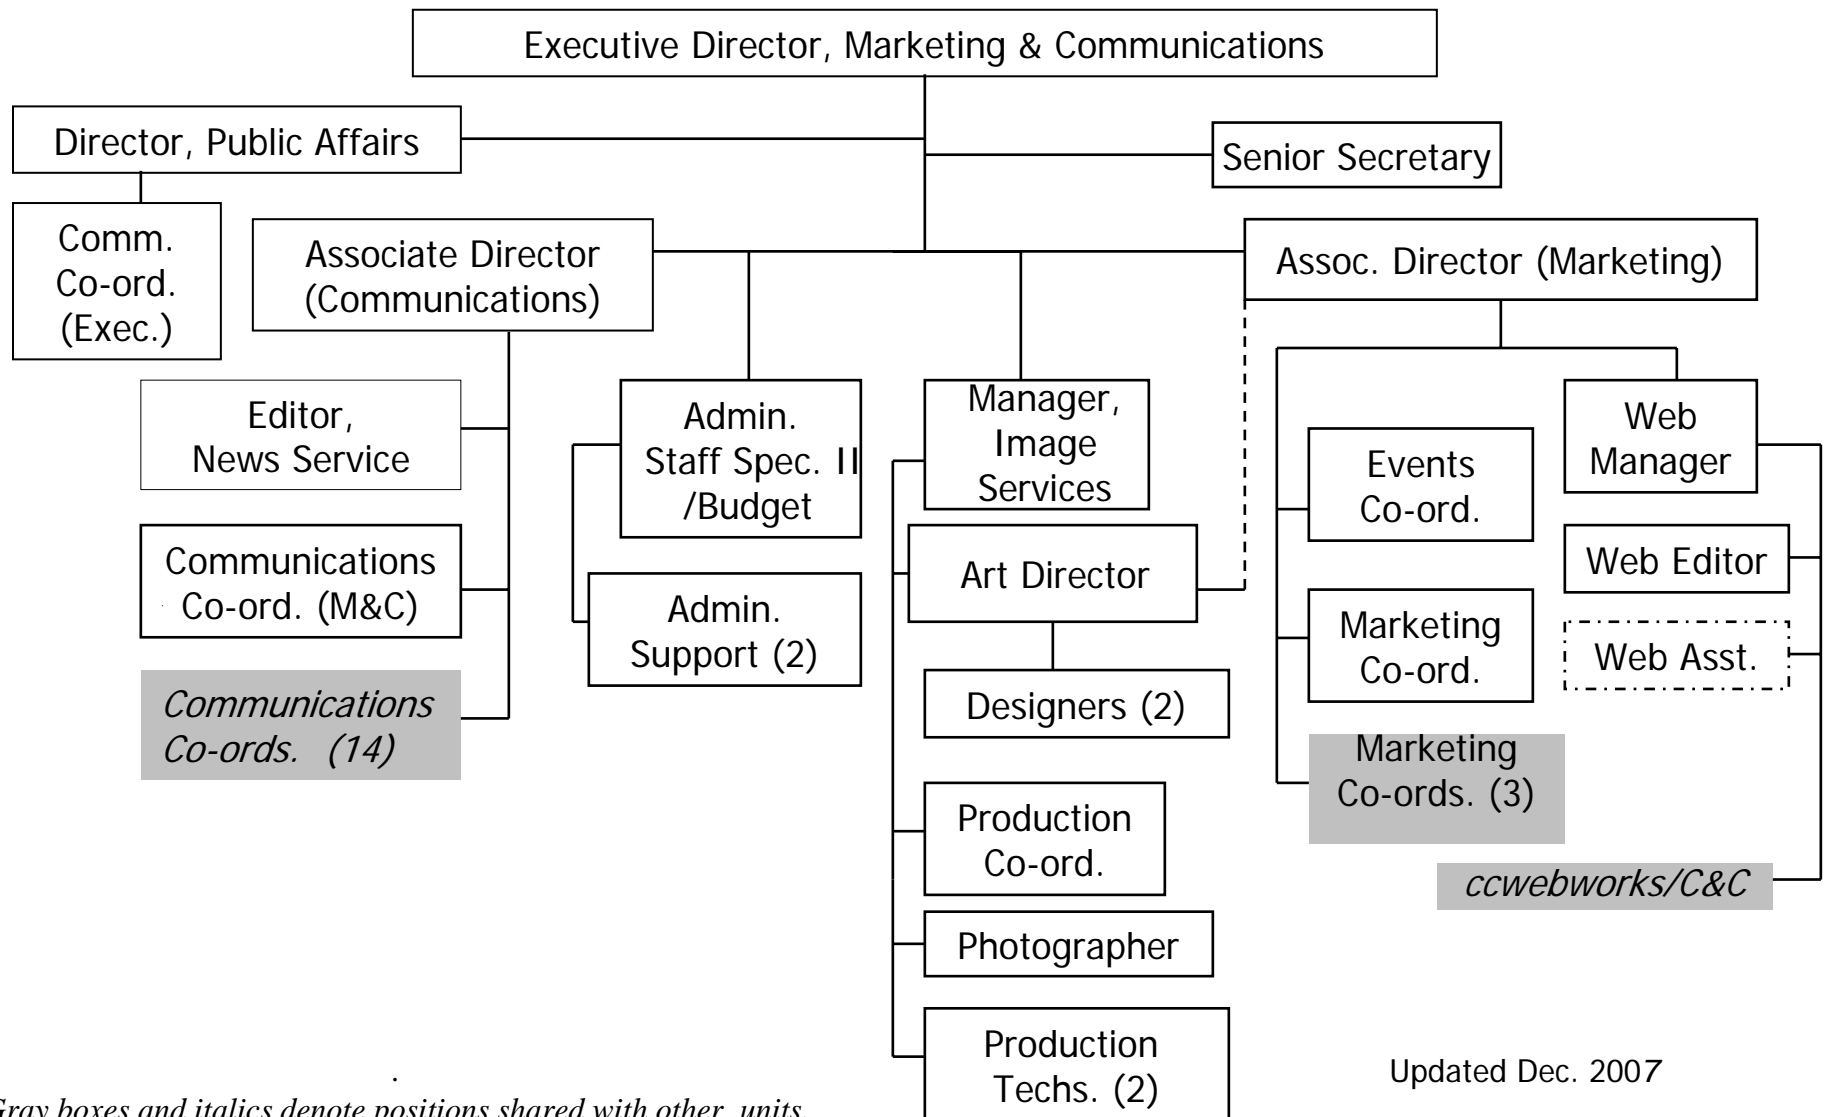 Executive Director, Marketing & Communications
Director, Public Affairs
Senior Secretary
Comm.
Co-ord.
(Exec.)
Associate Director
(Communications)
Assoc. Director (Marketing)
Editor,
News Service
Communications
Co-ord. (M&C)
Communications
Co-ords. (14)
Admin.
Staff Spec. II
/Budget
Admin.
Support (2)
Manager,
Image
Services
Art Director
Designers (2)
Production
Co-ord.
Photographer
Production
Techs. (2)
Events
Co-ord.
Marketing
Co-ord.
Marketing
Co-ords. (3)
Web
Manager
Web Editor
Web Asst.
ccwebworks/C&C
Updated Dec. 2007
.
Gray boxes and italics denote positions shared with other units